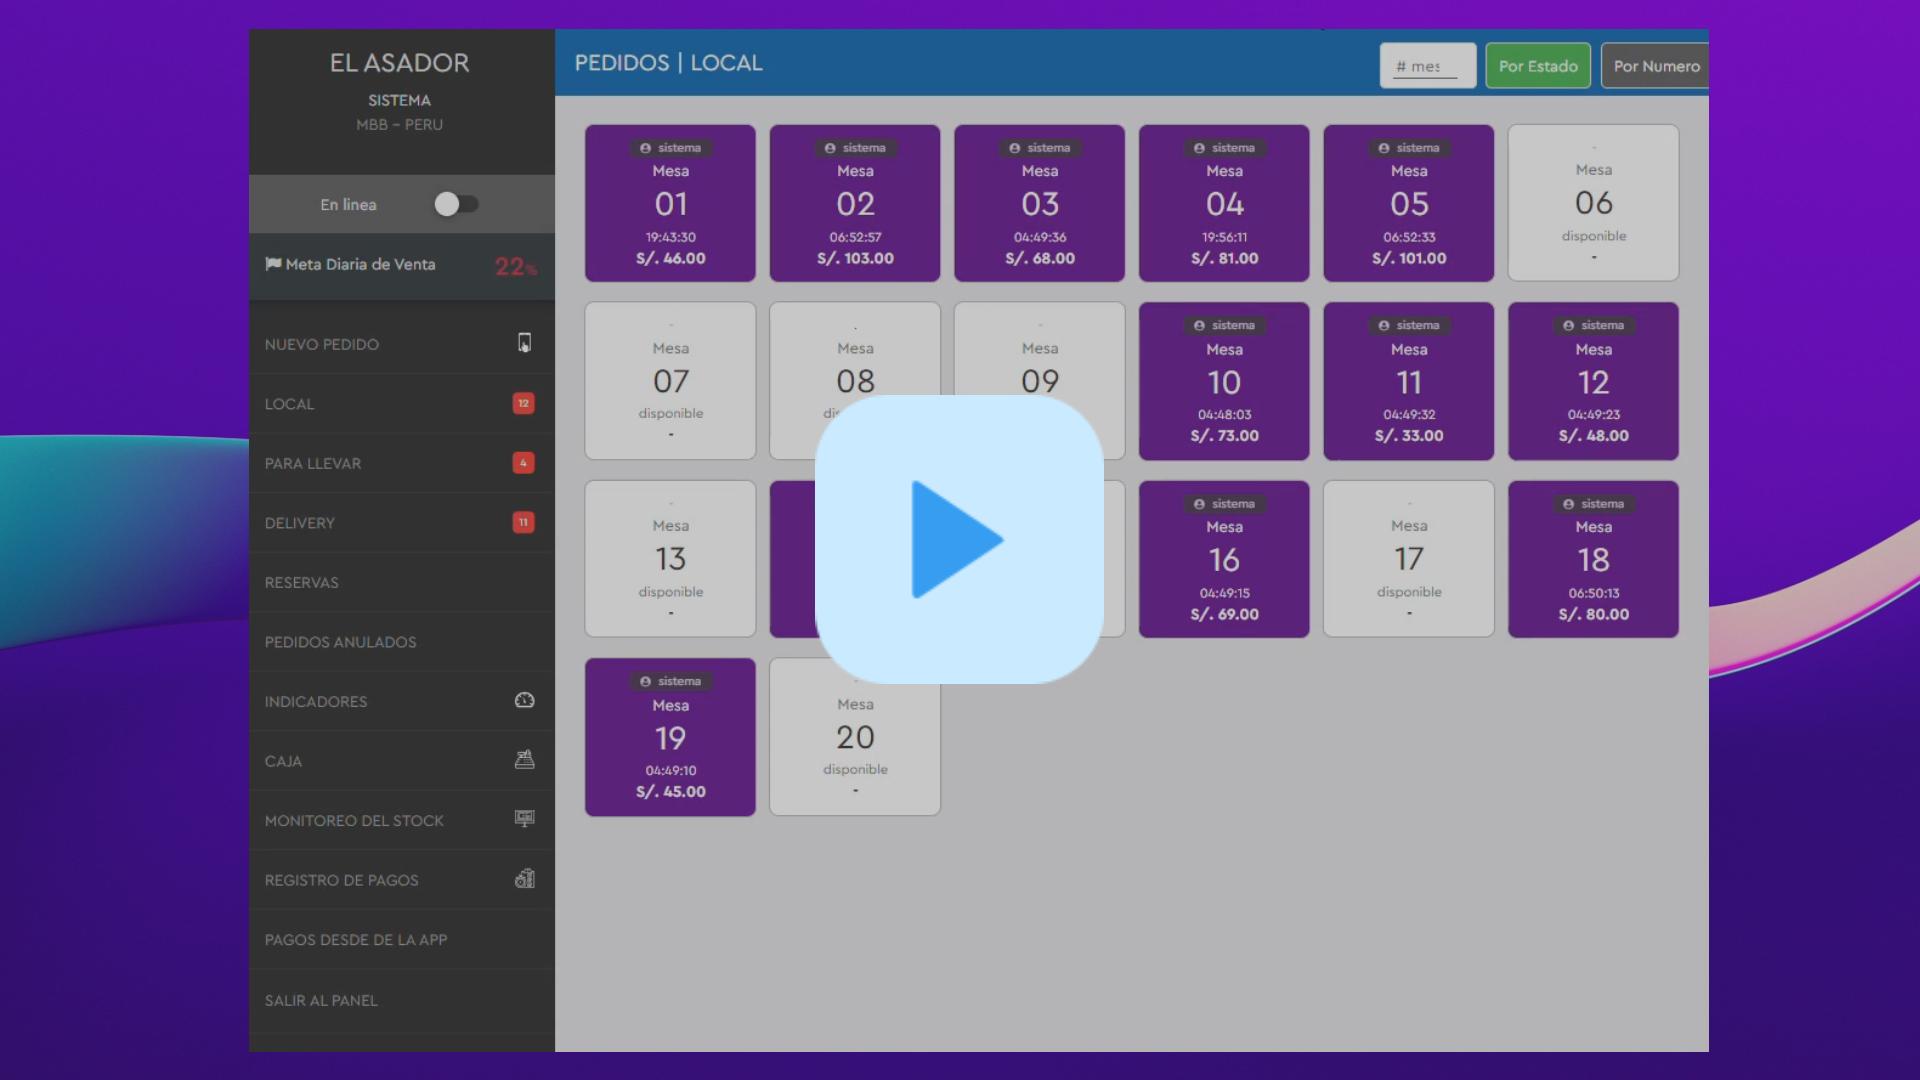 EL ASADOR
SISTEMA
MBB – PERU
En linea
Meta Diaria de Venta 22%
NUEVO PEDIDO
LOCAL 12
PARA LLEVAR 4
DELIVERY 11
RESERVAS
PEDIDOS ANULADOS
INDICADORES
CAJA
MONITOREO DEL STOCK
REGISTRO DE PAGOS
PAGOS DESDE DE LA APP
SALIR AL PANEL
PEDIDOS | LOCAL
# mes
Por Estado
Por Numero
sistema
Mesa
01
19:43:30
S/. 46.00
sistema
Mesa
02
06:52:57
S/. 103.00
sistema
Mesa
03
04:49:36
S/. 68.00
sistema
Mesa
04
19:56:11
S/. 81.00
sistema
Mesa
05
06:52:33
S/. 101.00
-
Mesa
06
disponible
-
-
Mesa
07
disponible
-
-
Mesa
08
-
Mesa
09
sistema
Mesa
10
04:48:03
S/. 73.00
sistema
Mesa
11
04:49:32
S/. 33.00
sistema
Mesa
12
04:49:23
S/. 48.00
-
Mesa
13
disponible
-
sistema
Mesa
16
04:49:15
S/. 69.00
-
Mesa
17
disponible
-
sistema
Mesa
18
06:50:13
S/. 80.00
sistema
Mesa
19
04:49:10
S/. 45.00
-
Mesa
20
disponible
-